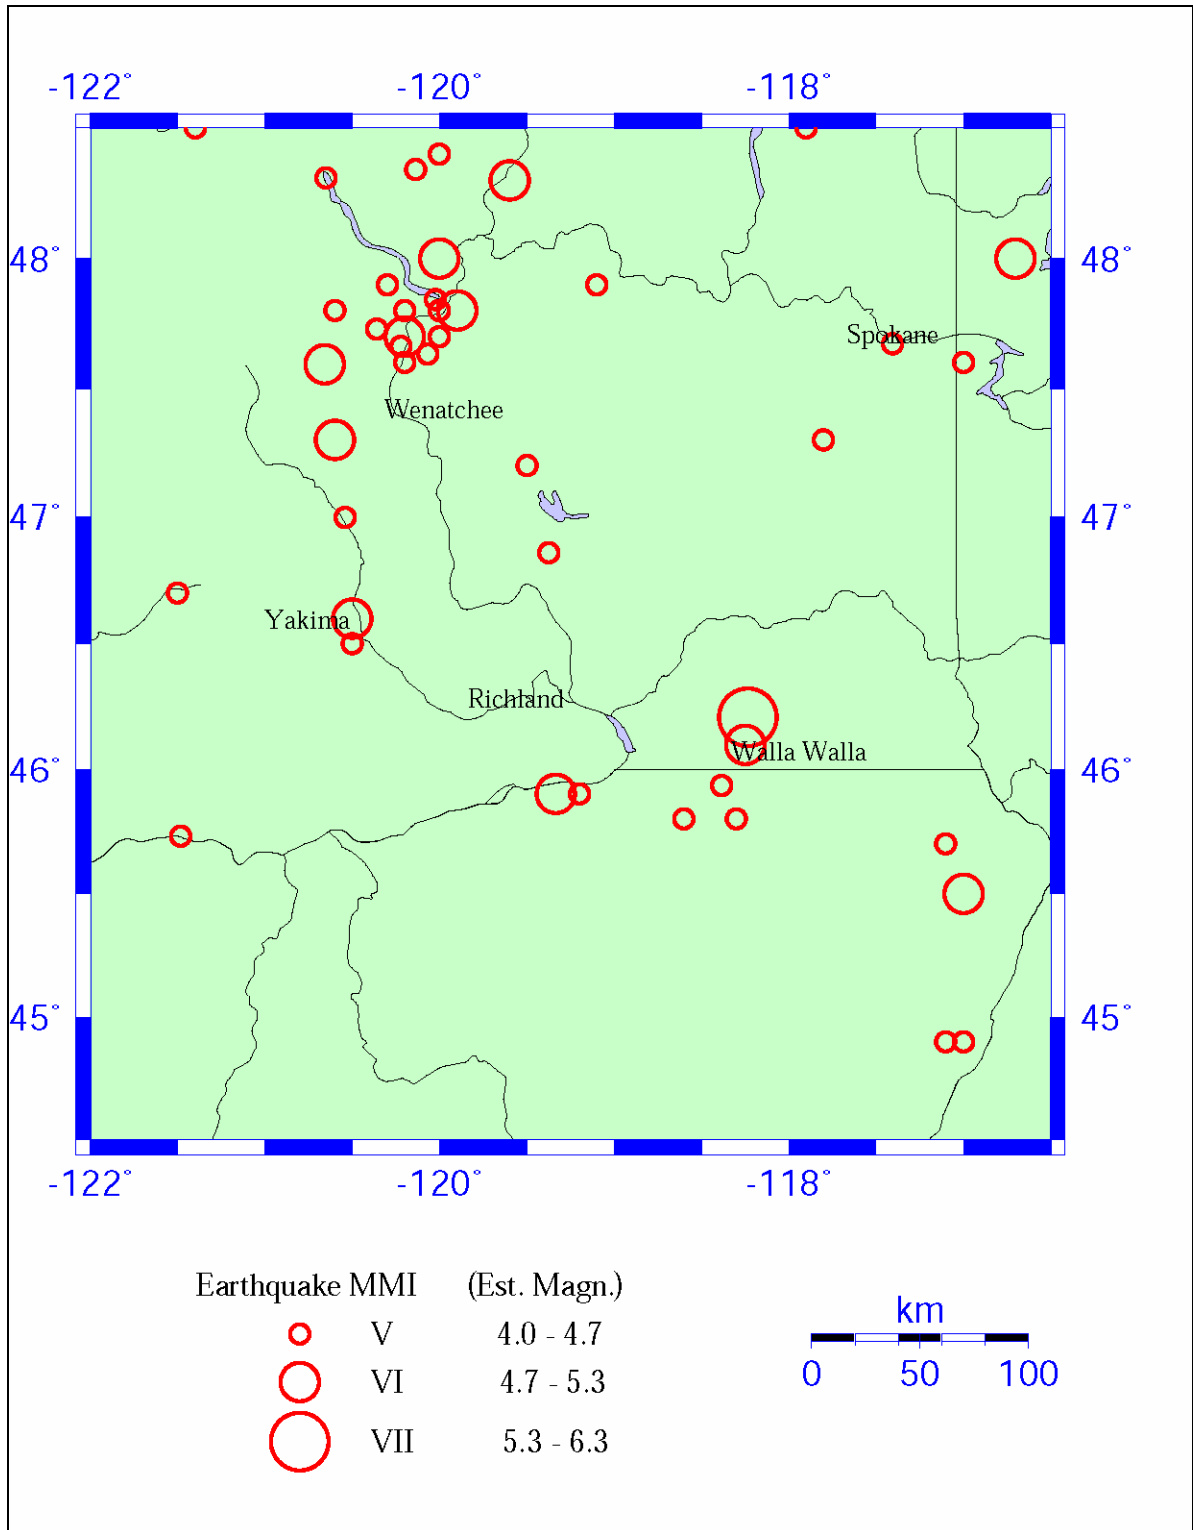 -122° -120° -118°
48° 48°
Spokane
Wenatchee
47° 47°
Yakima
Richland
Walla Walla
46° 46°
45° 45°
-122° -120° -118°
Earthquake MMI (Est. Magn.)
km
V 4.0 - 4.7
0 50 100
VI 4.7 - 5.3
VII 5.3 - 6.3